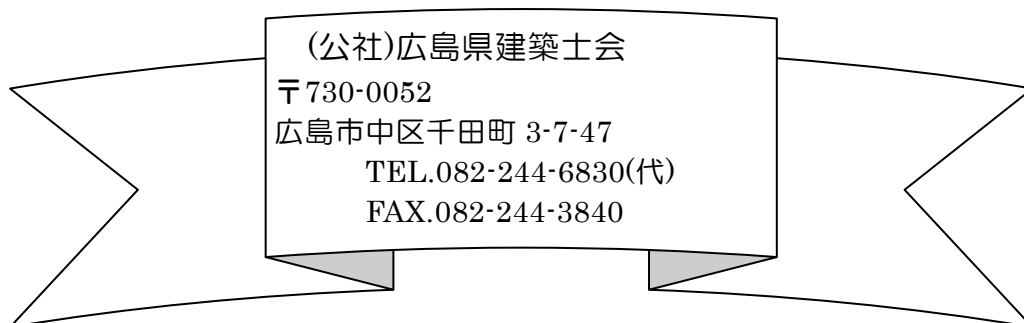 (公社)広島県建築士会
〒730-0052
広島市中区千田町 3-7-47
TEL.082-244-6830(代)
FAX.082-244-3840